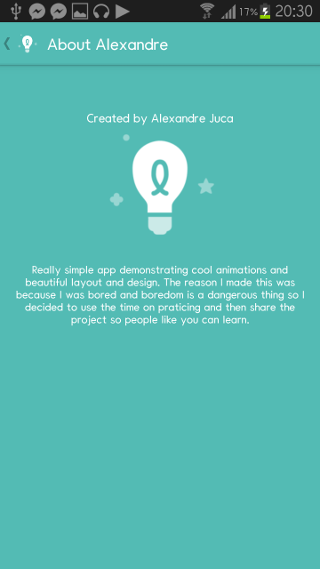 17% 20:30
About Alexandre
Created by Alexandre Juca
Really simple app demonstrating cool animations and
beautiful layout and design. The reason I made this was
because I was bored and boredom is a dangerous thing so I
decided to use the time on praticing and then share the
project so people like you can learn.